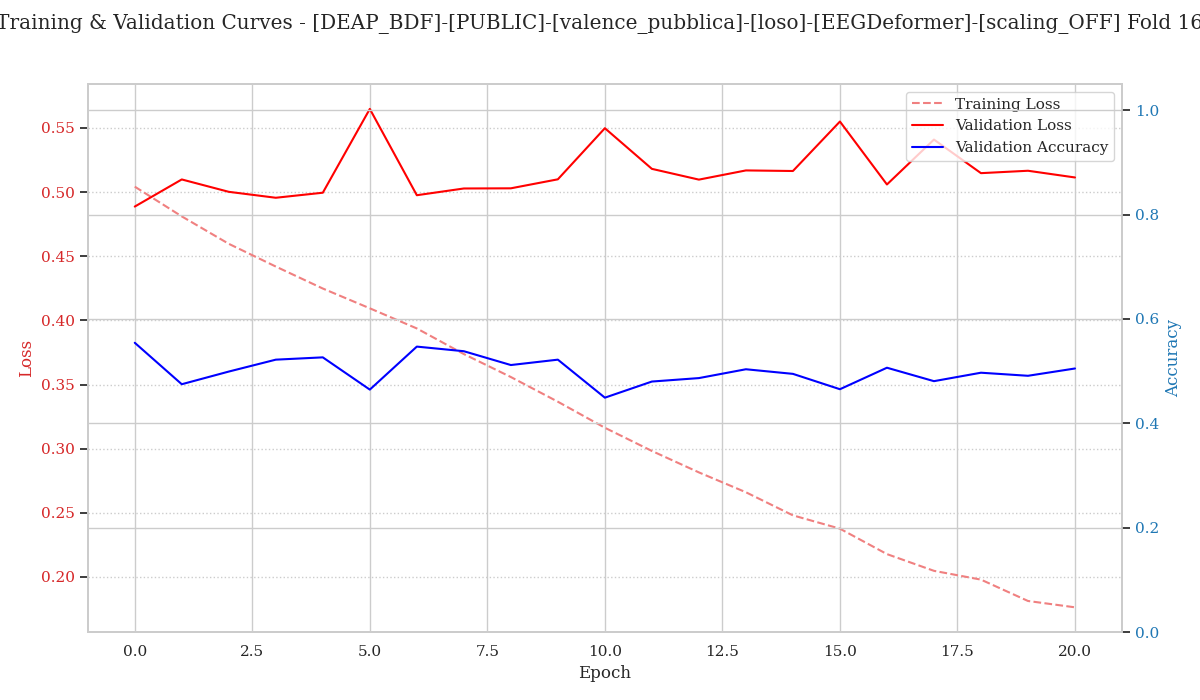 Training & Validation Curves - [DEAP_BDF]-[PUBLIC]-[valence_pubblica]-[loso]-[EEGDeformer]-[scaling_OFF] Fold 16
Training Loss
Validation Loss
Validation Accuracy
0.55
0.50
0.45
0.40
0.35
0.30
0.25
0.20
Loss
1.0
0.8
0.6
0.4
0.2
0.0
Accuracy
0.0 2.5 5.0 7.5 10.0 12.5 15.0 17.5 20.0
Epoch